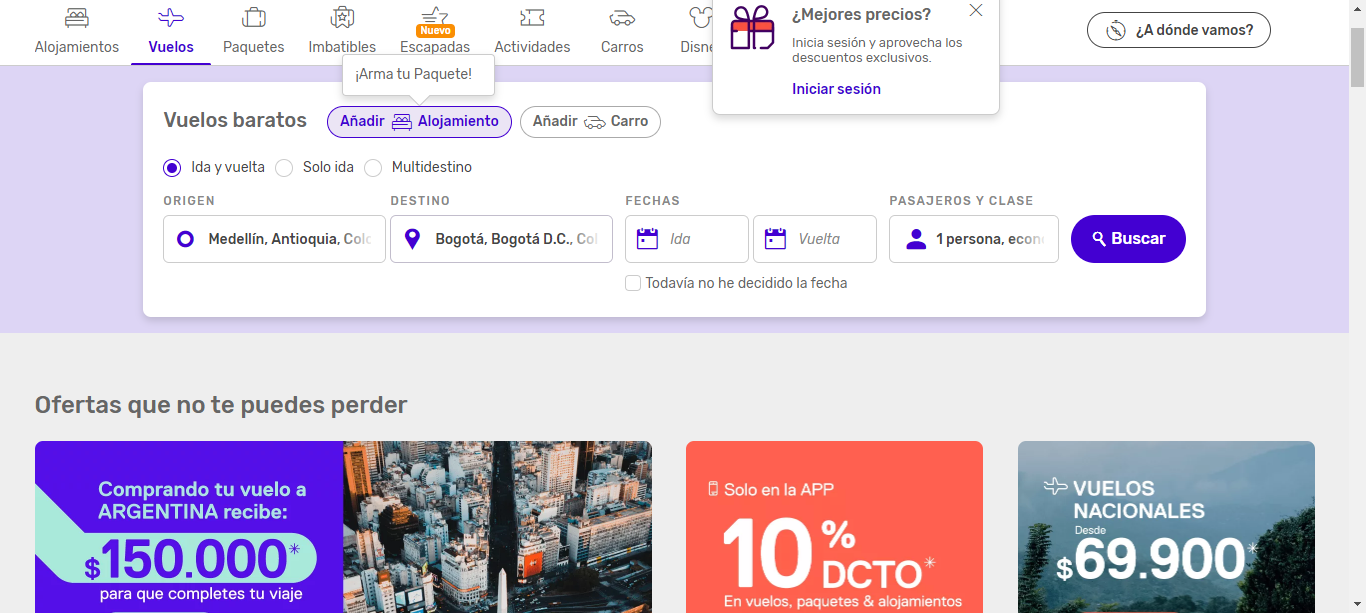 Alojamientos
Vuelos
Paquetes
Imbatibles
Nuevo
Escapadas
Actividades
Carros
¿Mejores precios?
Inicia sesión y aprovecha los
descuentos exclusivos.
Iniciar sesión
¿A dónde vamos?
¡Arma tu Paquete!
Vuelos baratos
Añadir Alojamiento
Añadir Carro
Ida y vuelta
Solo ida
Multidestino
ORIGEN
DESTINO
FECHAS
PASAJEROS Y CLASE
Medellín, Antioquia, Colo
Bogotá, Bogotá D.C., Col
Ida
Vuelta
1 persona, econ
Buscar
Todavía no he decidido la fecha
Ofertas que no te puedes perder
Comprando tu vuelo a
ARGENTINA recibe:
$150.000*
para que completes tu viaje
Solo en la APP
10% DCTO*
En vuelos, paquetes & alojamientos
VUELOS
NACIONALES
Desde
$69.900*